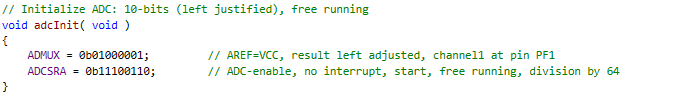 // Initialize ADC: 10-bits (left justified), free running
void adcInit( void )
{
    ADMUX = 0b01000001;         // AREF=VCC, result left adjusted, channel1 at pin PF1
    ADCSRA = 0b11100110;        // ADC-enable, no interrupt, start, free running, division by 64
}